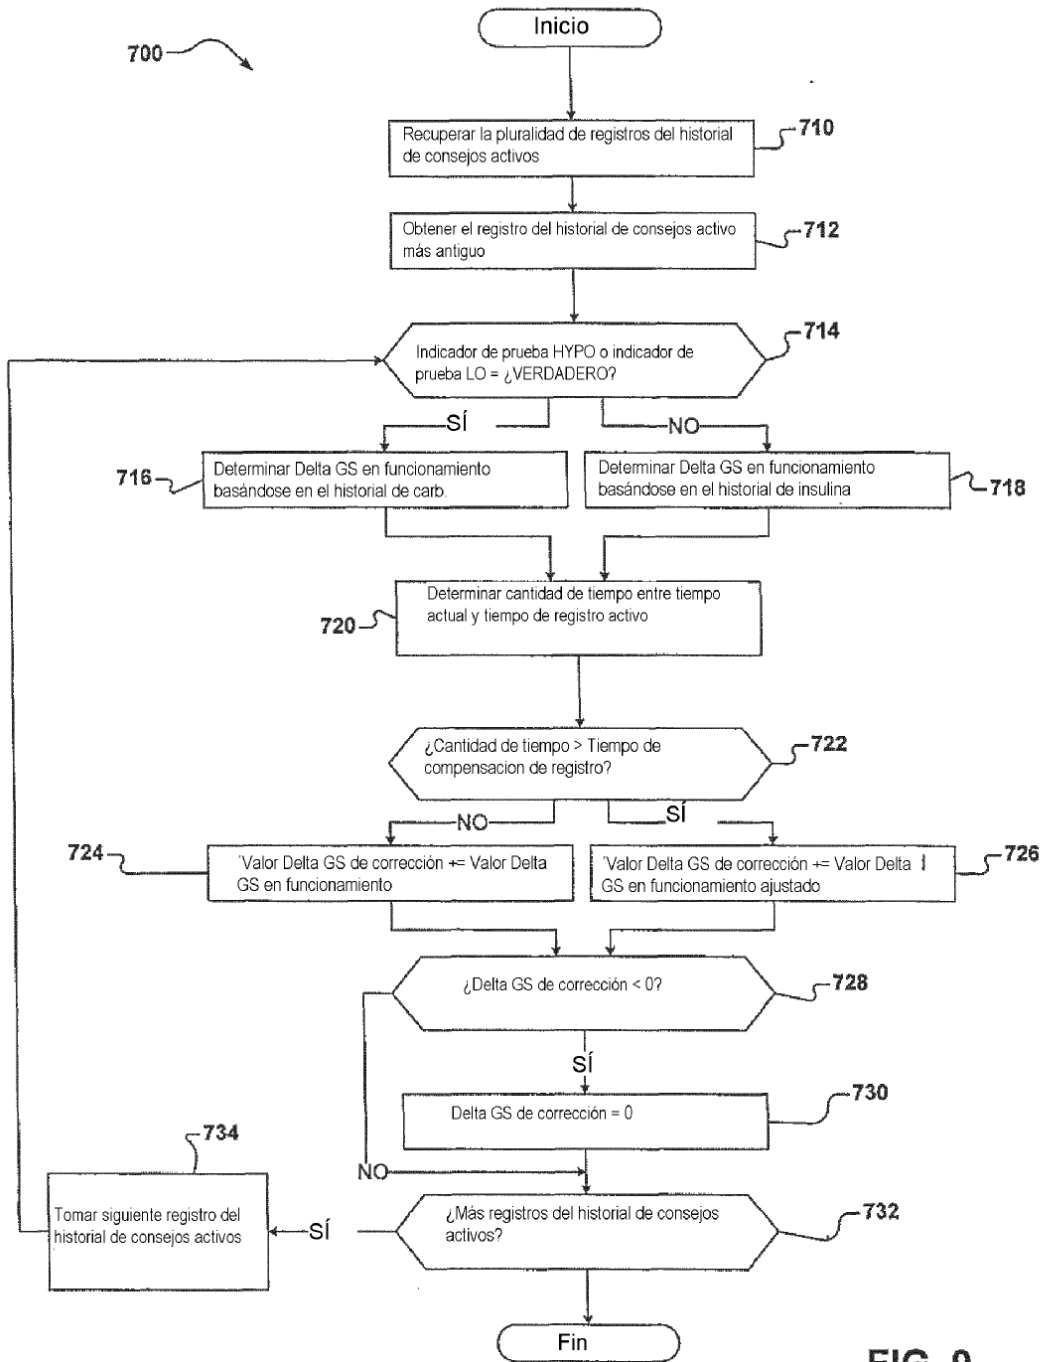 Inicio
700
Recuperar la pluralidad de registros del historial
de consejos activos
710
Obtener el registro del historial de consejos activo
más antiguo
712
Indicador de prueba HYPO o indicador de
prueba LO = ¿VERDADERO?
714
SÍ
NO
716
Determinar Delta GS en funcionamiento
basándose en el historial de carb.
Determinar Delta GS en funcionamiento
basándose en el historial de insulina
718
Determinar cantidad de tiempo entre tiempo
actual y tiempo de registro activo
720
¿Cantidad de tiempo > Tiempo de
compensacion de registro?
722
NO
SÍ
724
Valor Delta GS de corrección += Valor Delta
GS en funcionamiento
Valor Delta GS de corrección += Valor Delta
GS en funcionamiento ajustado
726
¿Delta GS de corrección < 0?
728
SÍ
Delta GS de corrección = 0
730
NO
734
Tomar siguiente registro del
historial de consejos activos
SÍ
¿Más registros del historial de consejos
activos?
732
Fin
FIG. 9